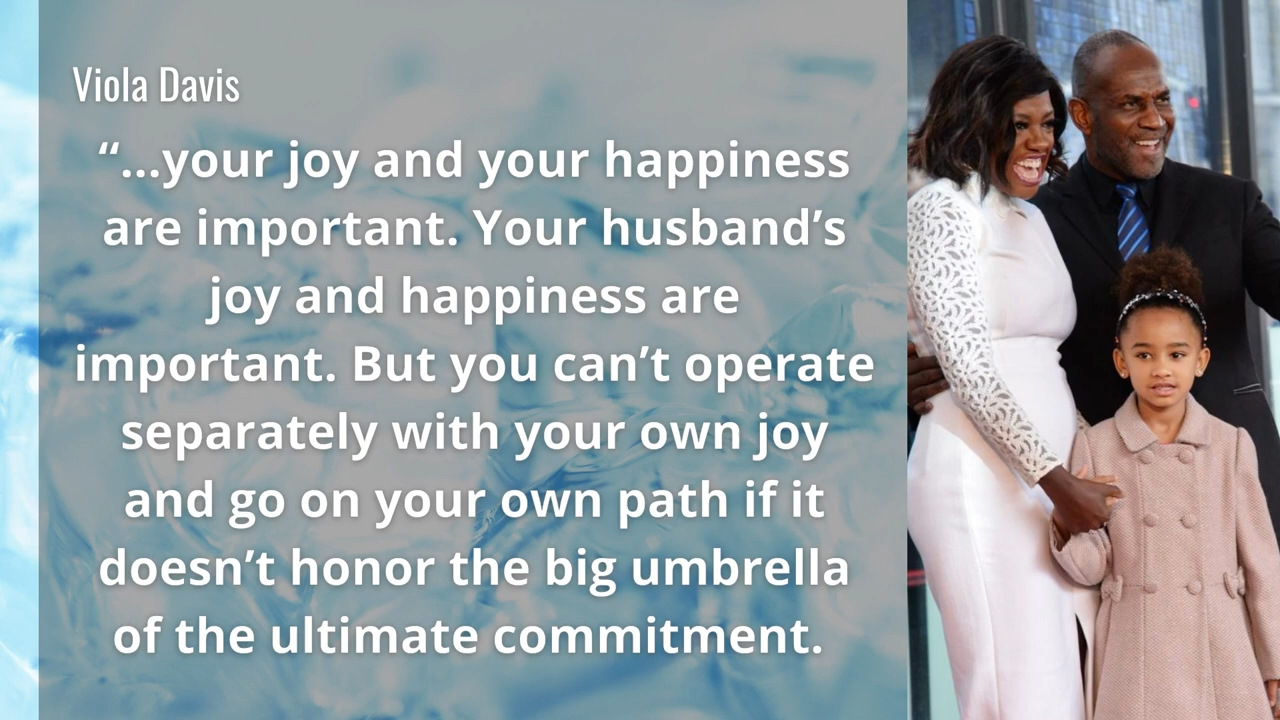 Viola Davis
“...your joy and your happiness
are important. Your husband’s
joy and happiness are
important. But you can’t operate
separately with your own joy
and go on your own path if it
doesn’t honor the big umbrella
of the ultimate commitment.